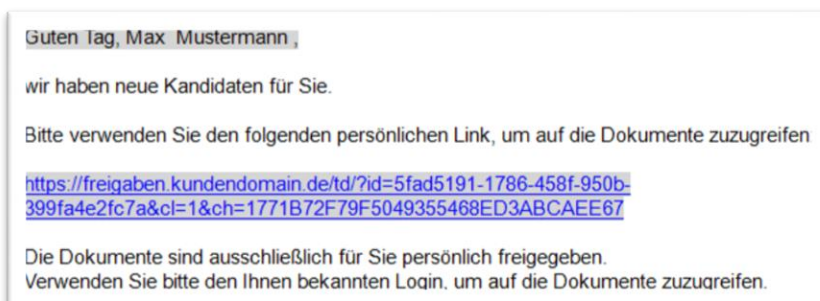 Guten Tag, Max Mustermann ,
wir haben neue Kandidaten für Sie.
Bitte verwenden Sie den folgenden persönlichen Link, um auf die Dokumente zuzugreifen
https://freigaben.kundendomain.de/td/?id=5fad5191-1786-458f-950b-
399fa4e2fc7a&cl=1&ch=1771B72F79F5049355468ED3ABCAEE67
Die Dokumente sind ausschließlich für Sie persönlich freigegeben.
Verwenden Sie bitte den Ihnen bekannten Login, um auf die Dokumente zuzugreifen.